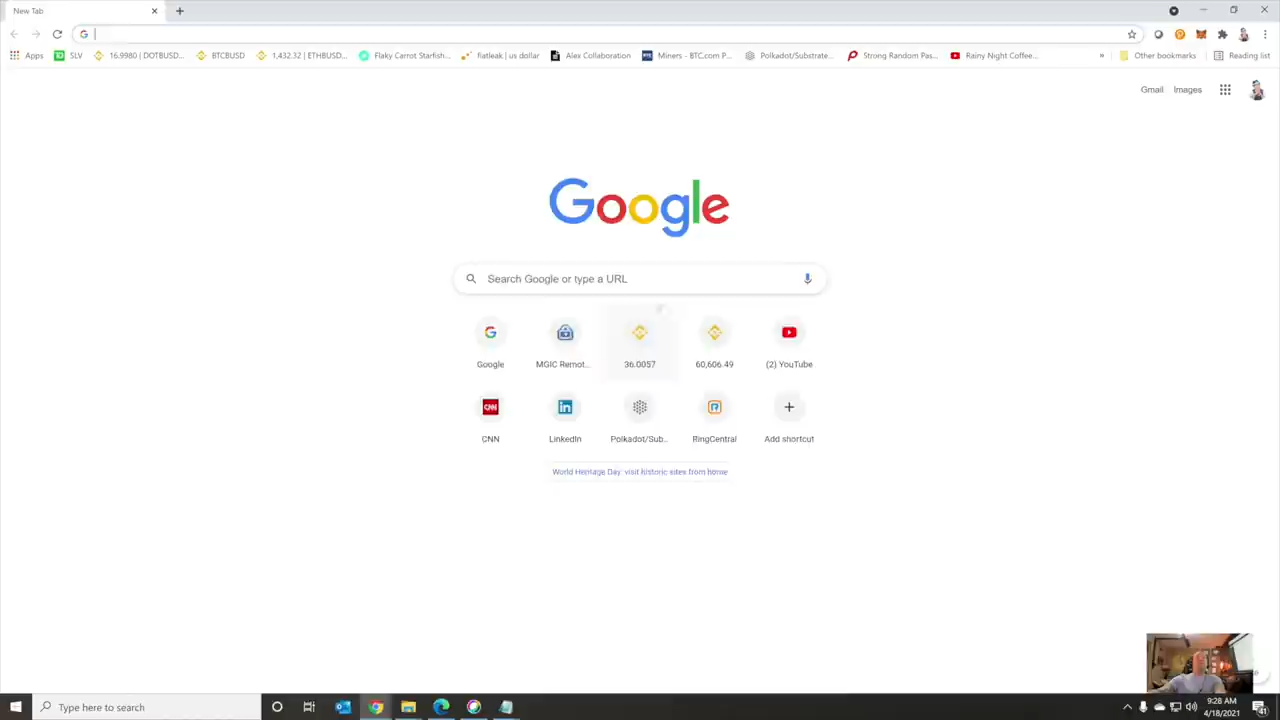 New Tab
Apps SLV 16.9980 | DOTBUSD... BTCBUSD 1,432.32 | ETHBUSD... Flaky Carrot Starfish... fiatleak | us dollar Alex Collaboration Miners - BTC.com P... Polkadot/Substrate... Strong Random Pas... Rainy Night Coffee... » Other bookmarks Reading list
Gmail Images
Google
Search Google or type a URL
Google MGIC Remot... 36.0057 60,606.49 (2) YouTube
CNN LinkedIn Polkadot/Sub... RingCentral Add shortcut
World Heritage Day: visit historic sites from home
Type here to search
9:28 AM
4/18/2021
41